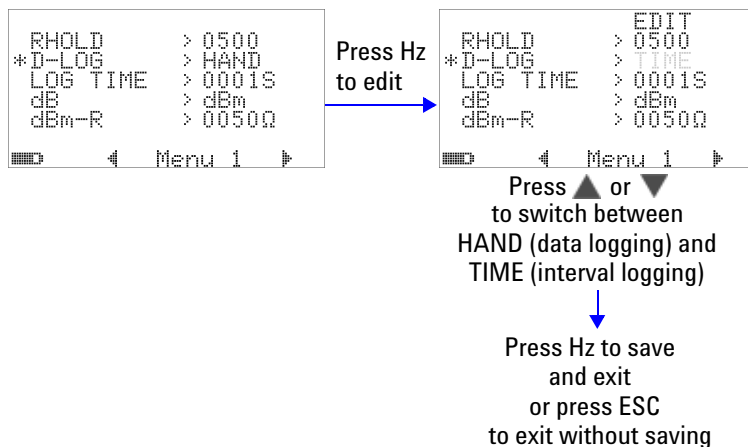 RHOLD > 0500
*D-LOG > HAND
LOG TIME > 0001S
dB > dBm
dBm-R > 0050Ω
Menu 1
Press Hz
to edit
EDIT
RHOLD > 0500
*D-LOG > TIME
LOG TIME > 0001S
dB > dBm
dBm-R > 0050Ω
Menu 1
Press ▲ or ▼
to switch between
HAND (data logging) and
TIME (interval logging)
Press Hz to save
and exit
or press ESC
to exit without saving